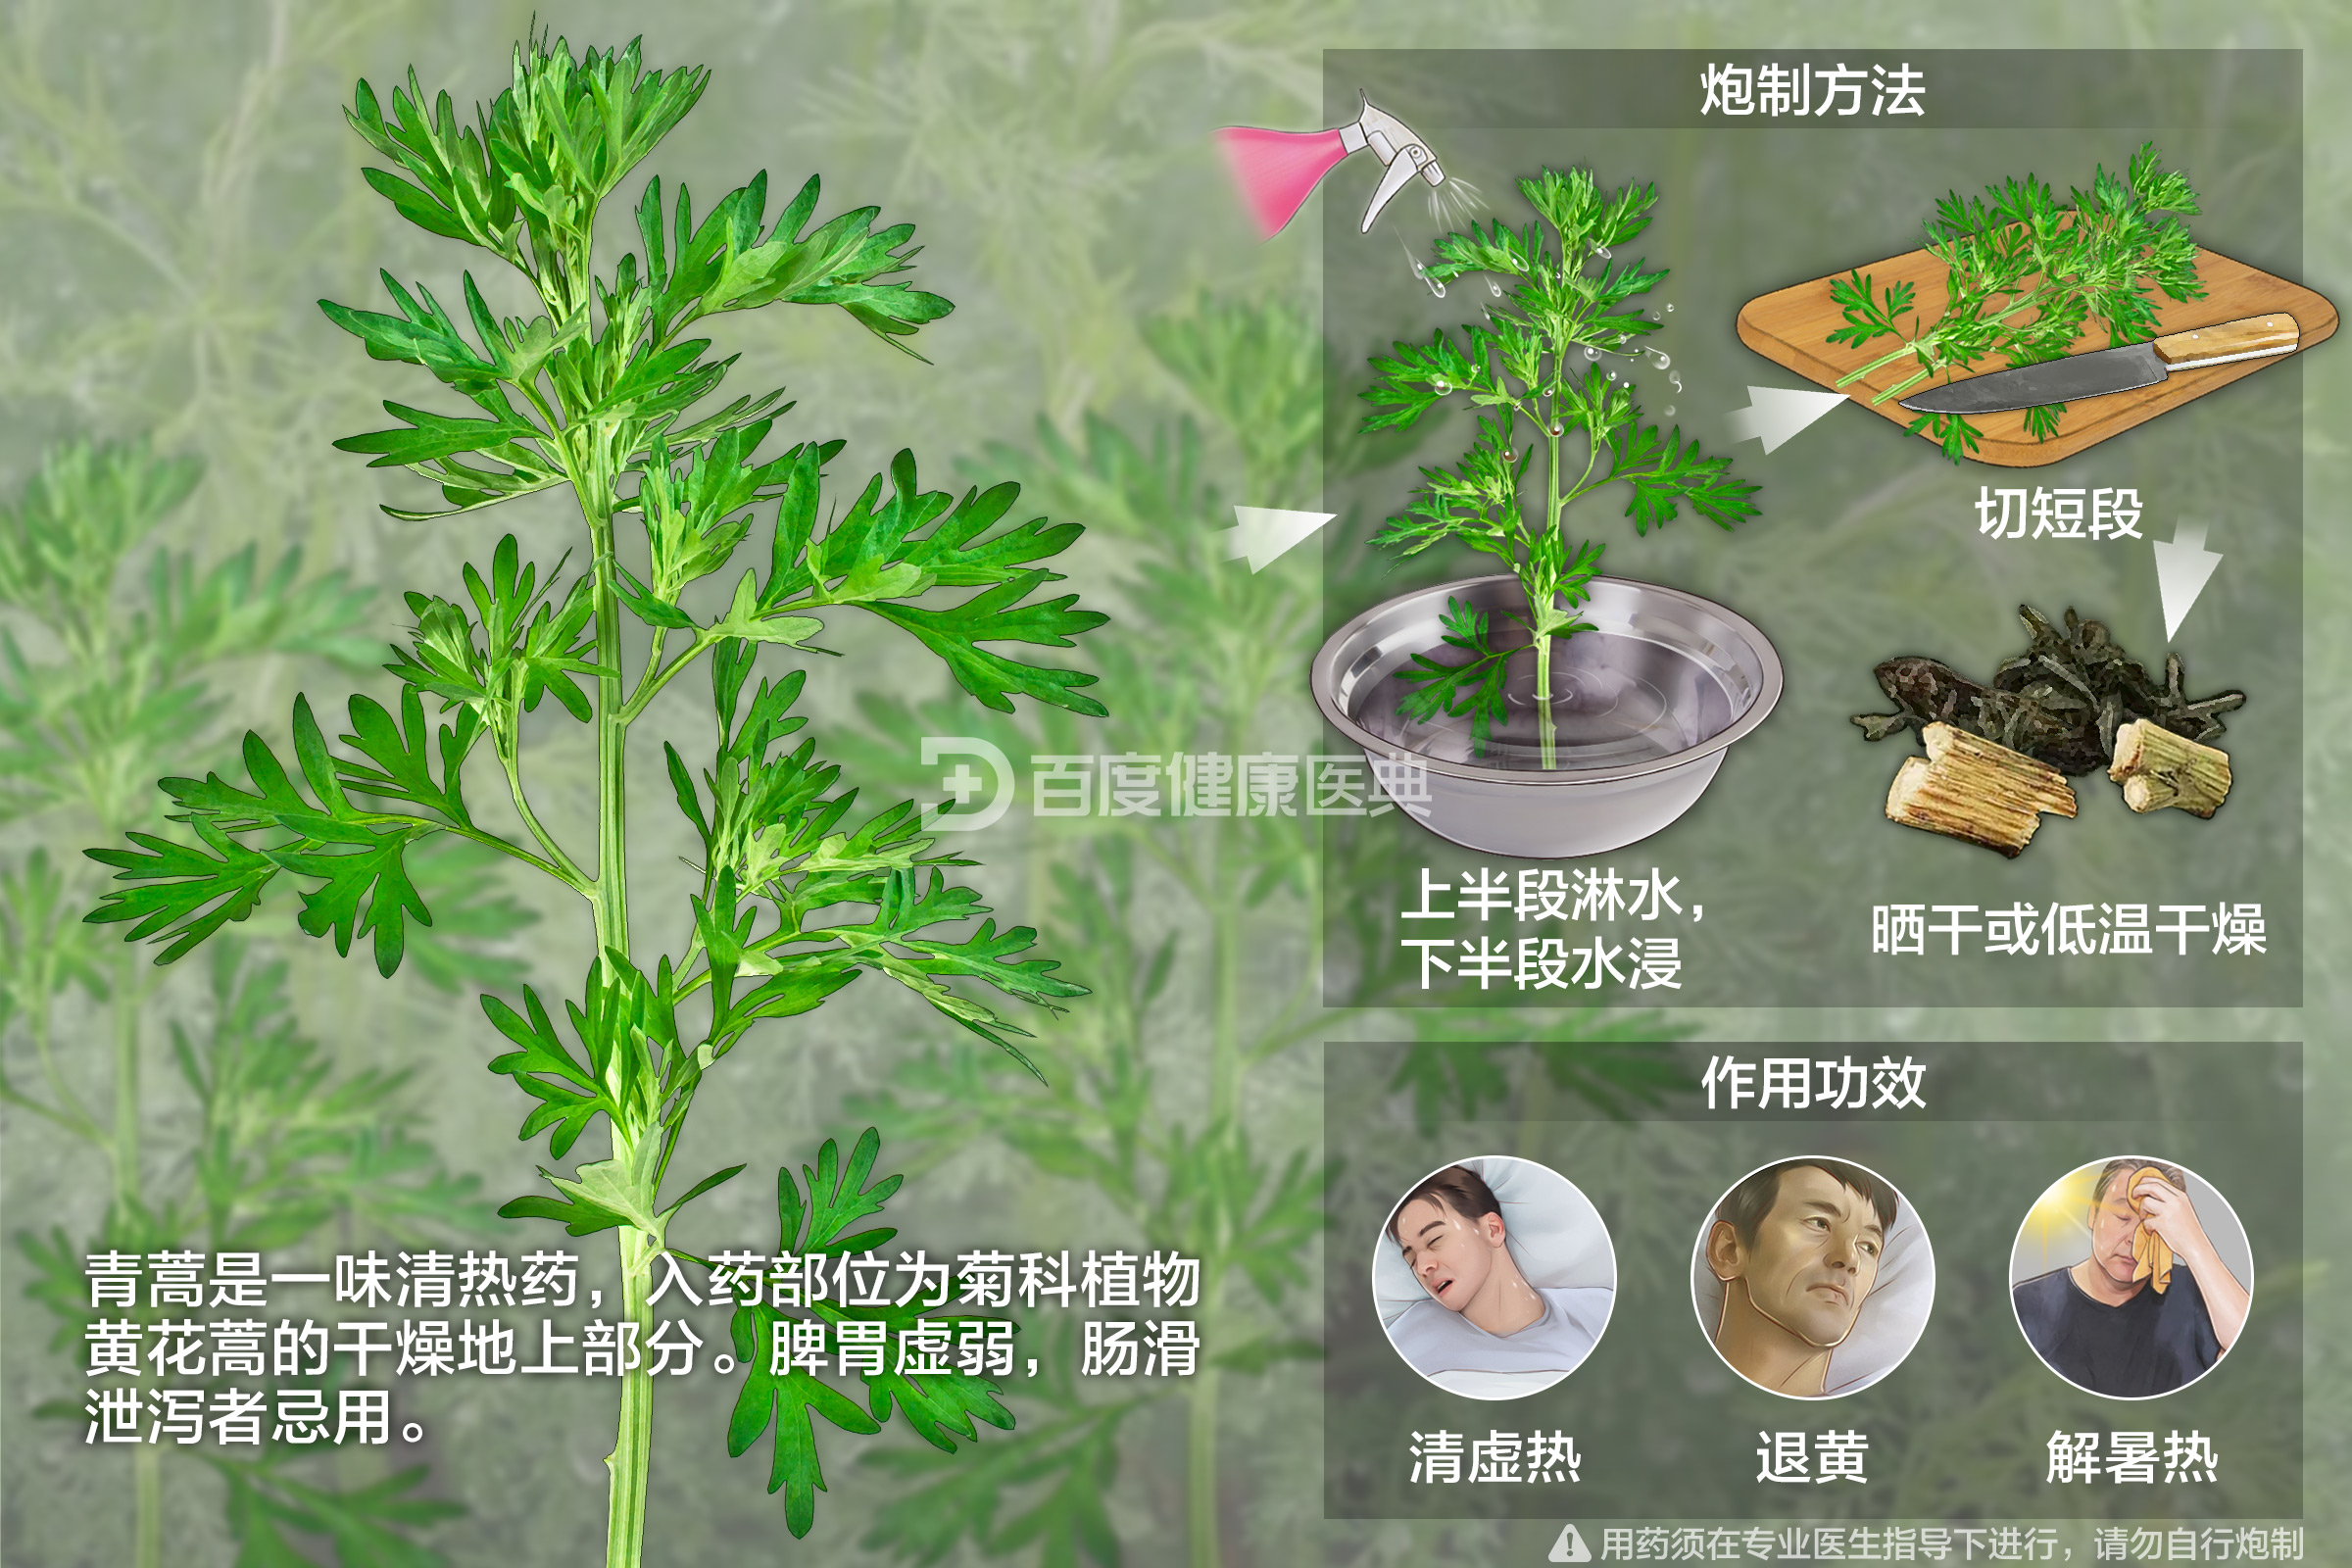 炮制方法
切短段
上半段淋水，
下半段水浸
晒干或低温干燥
百度健康医典
作用功效
清虚热
退黄
解暑热
青蒿是一味清热药，入药部位为菊科植物
黄花蒿的干燥地上部分。脾胃虚弱，肠滑
泄泻者忌用。
用药须在专业医生指导下进行，请勿自行炮制